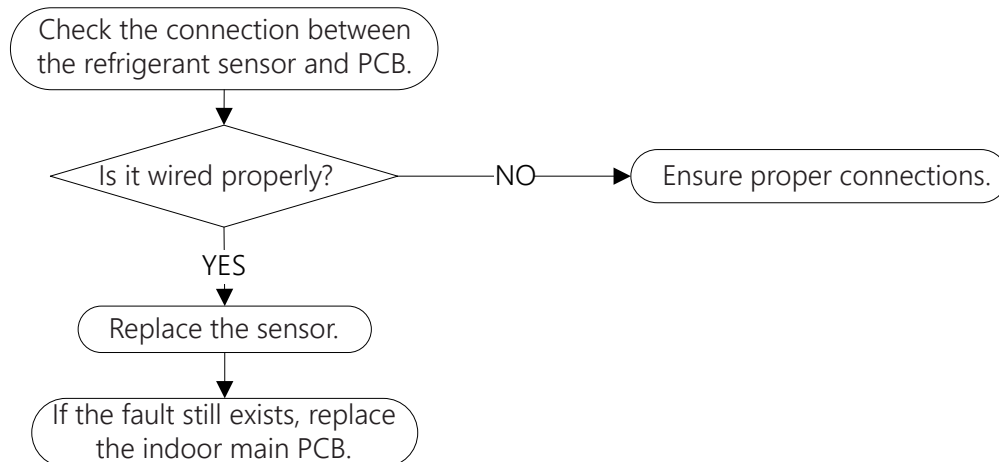 Check the connection between
the refrigerant sensor and PCB.
Is it wired properly?
NO
Ensure proper connections.
YES
Replace the sensor.
If the fault still exists, replace
the indoor main PCB.